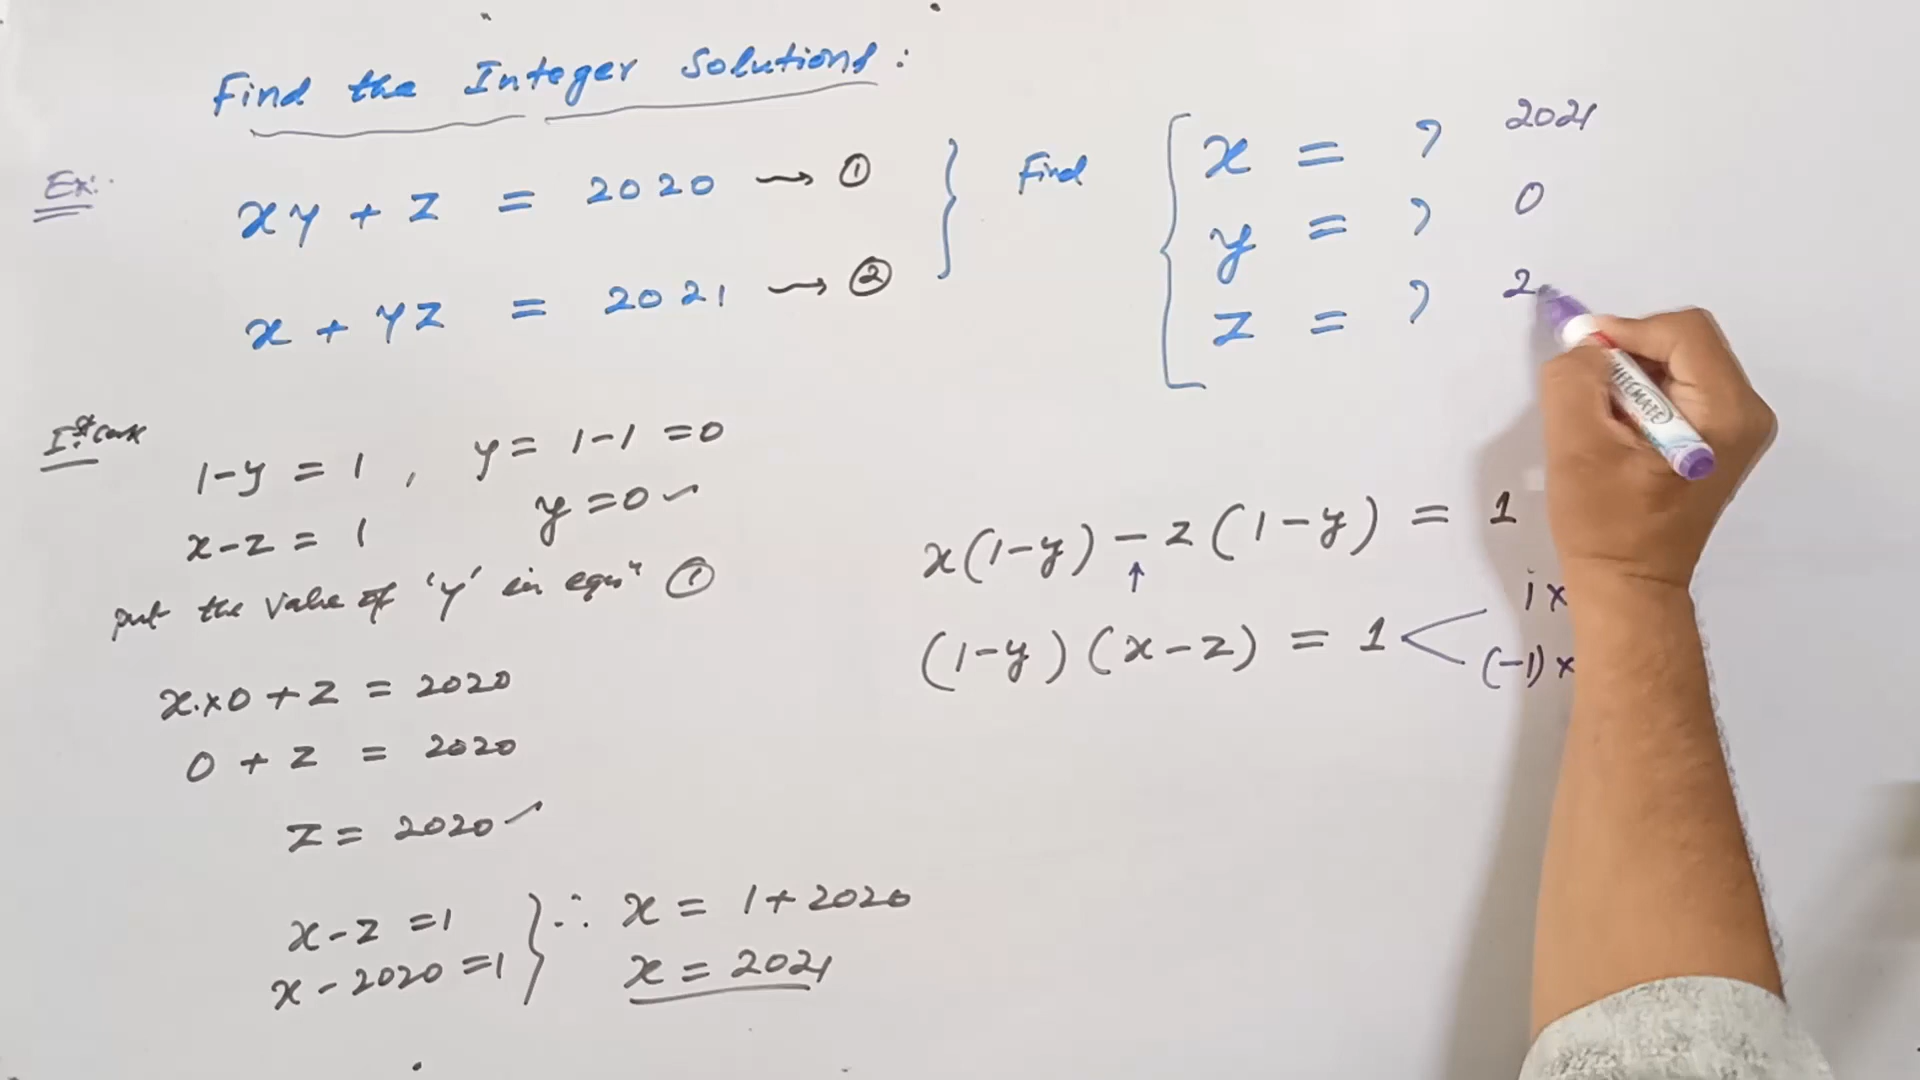 Find the Integer Solutions:
Ex:
xy + z = 2020 → ①
x + yz = 2021 → ②
Find
x = ? 2021
y = ? 0
z = ? 2
Ist case
1-y = 1 , y = 1-1 = 0
x-z = 1 y = 0 ✓
put the value of 'y' in eqn ①
x.×0 + z = 2020
0 + z = 2020
z = 2020 ✓
x-z =1
x-2020 =1
∴ x = 1+2020
x = 2021
x(1-y) - z(1-y) = 1
↑
(1-y)(x-z) = 1
1×
(-1)×
WHITEMATE